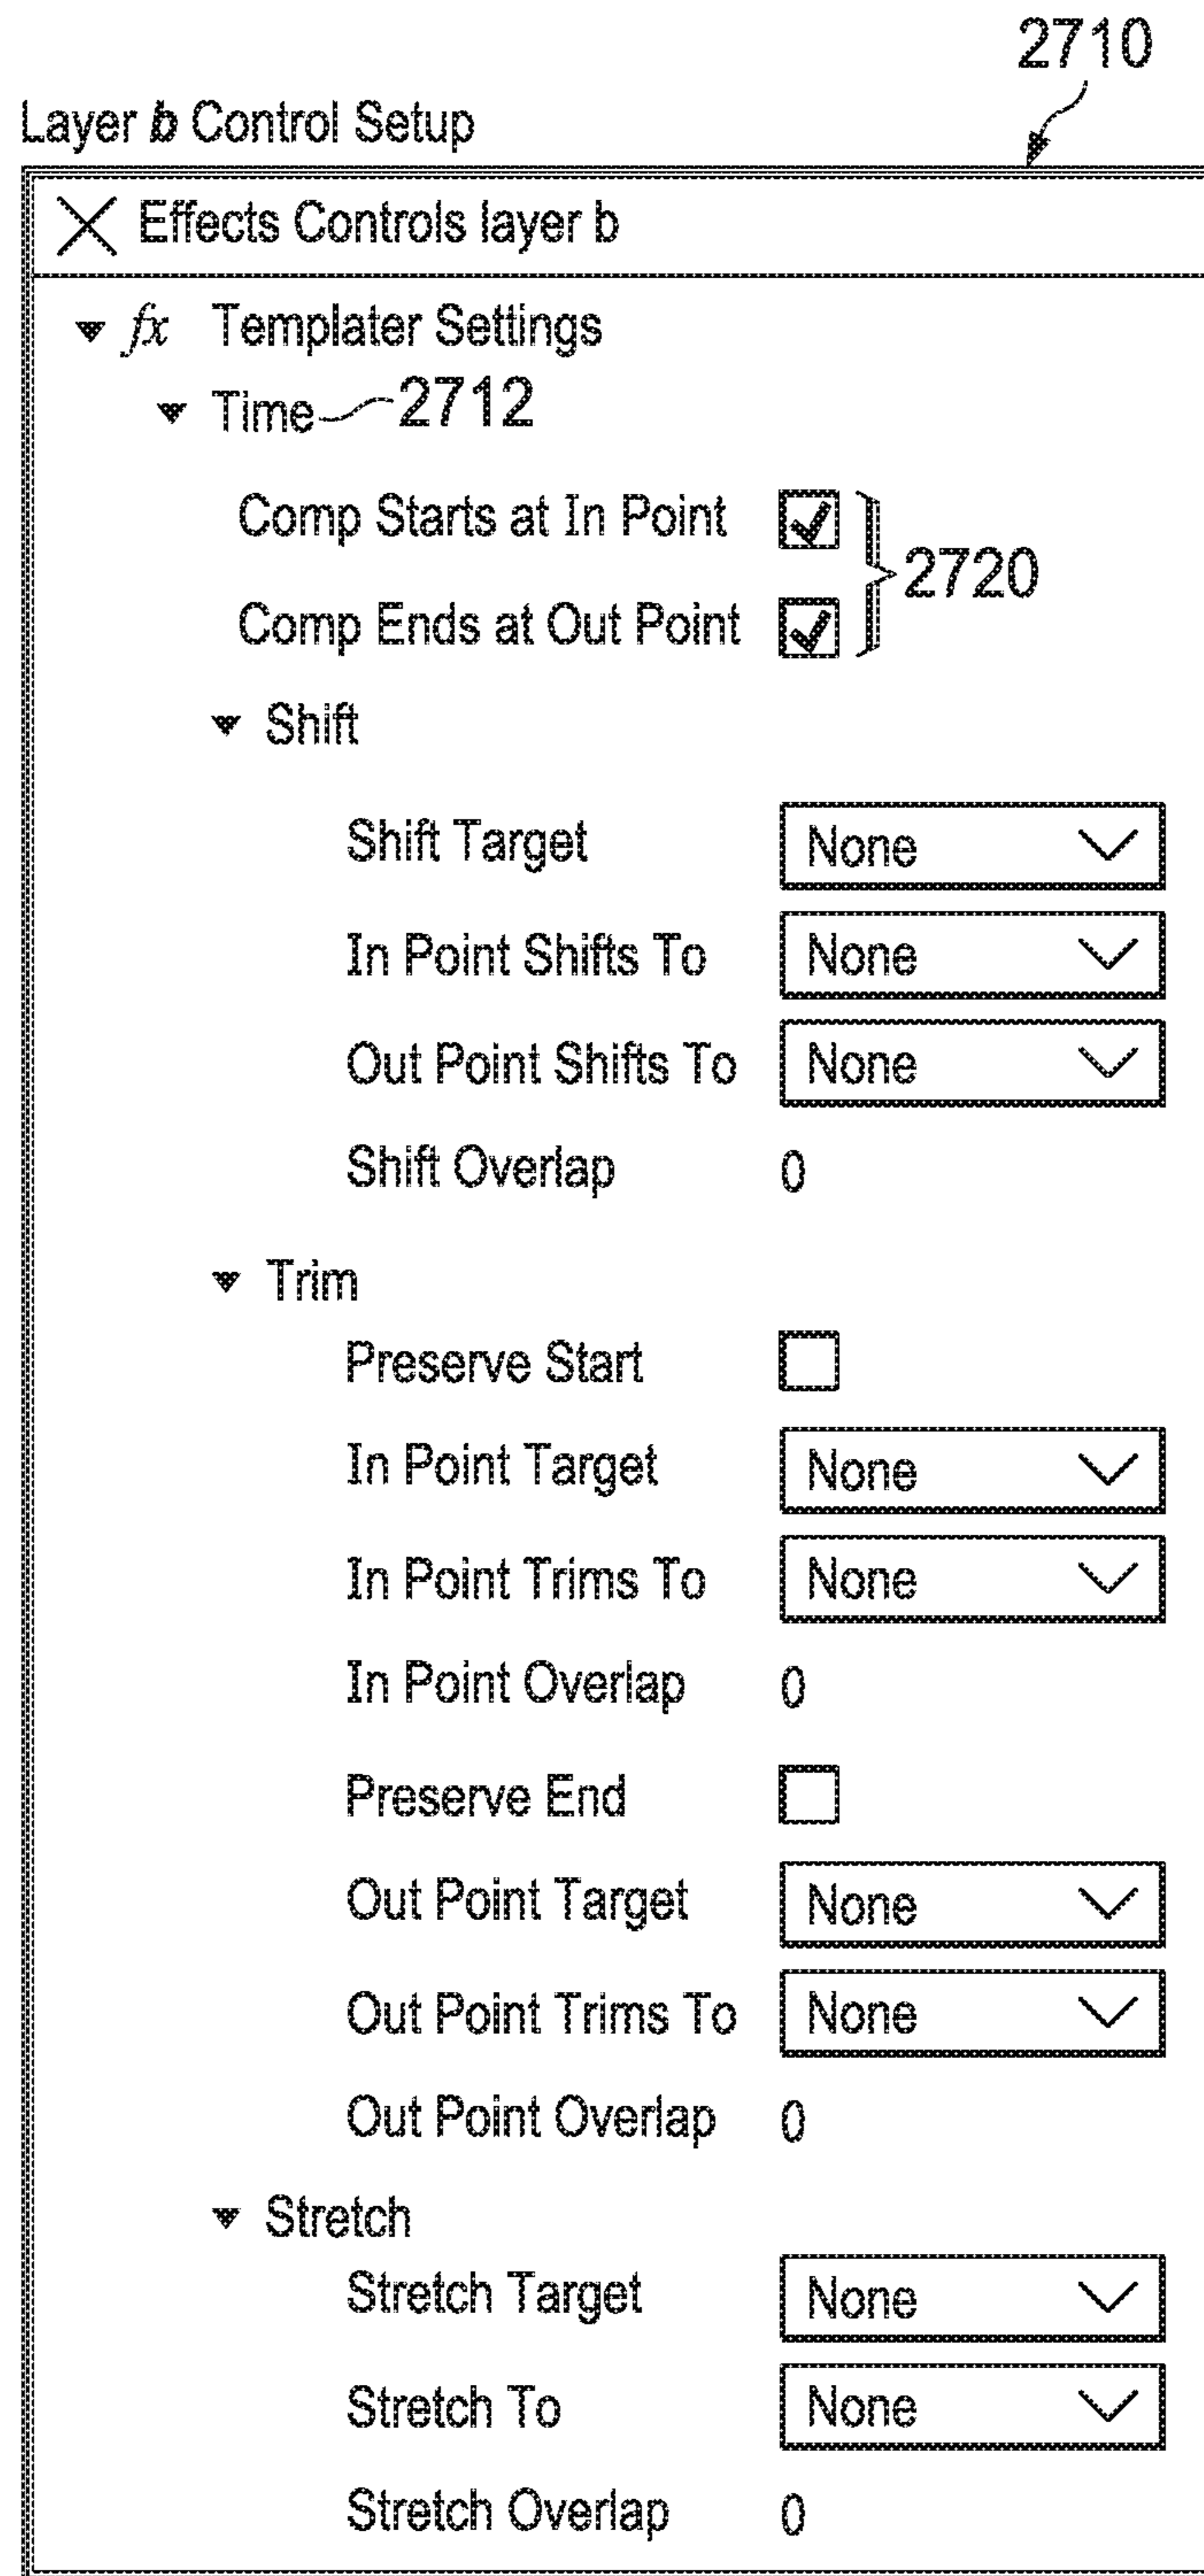 2710
Layer b Control Setup
Effects Controls layer b
fx Templater Settings
Time 2712
Comp Starts at In Point
2720
Comp Ends at Out Point
Shift
Shift Target None
In Point Shifts To None
Out Point Shifts To None
Shift Overlap 0
Trim
Preserve Start
In Point Target None
In Point Trims To None
In Point Overlap 0
Preserve End
Out Point Target None
Out Point Trims To None
Out Point Overlap 0
Stretch
Stretch Target None
Stretch To None
Stretch Overlap 0